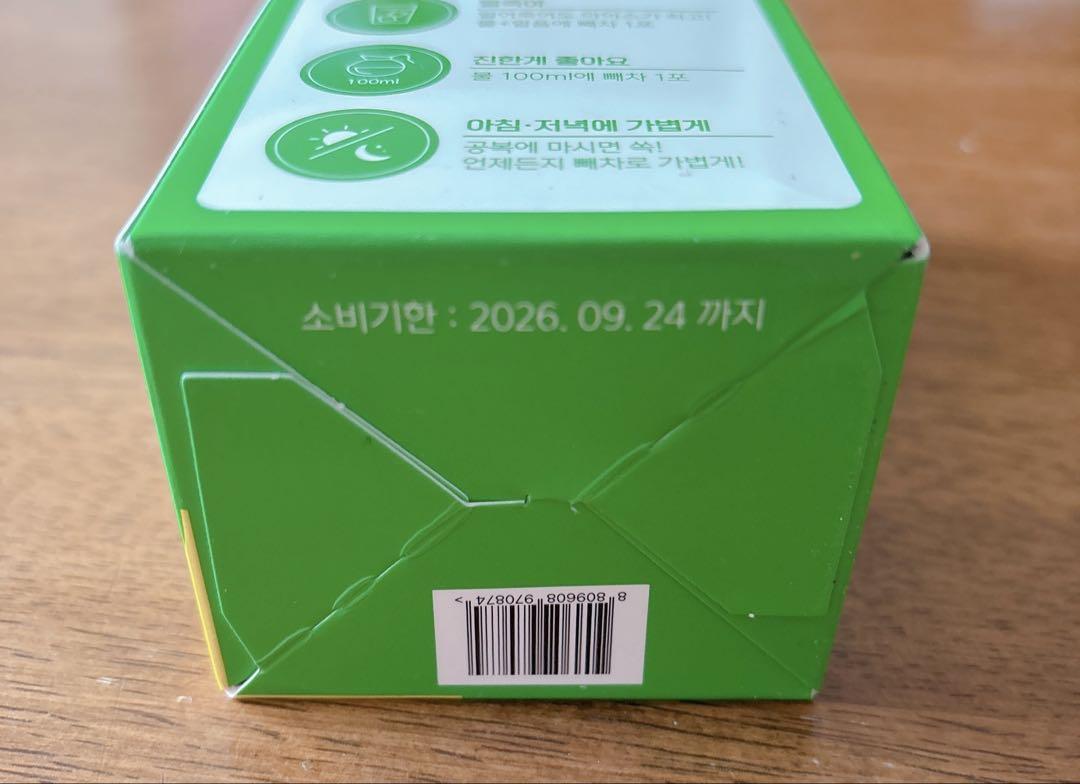 물 100ml에 빼차 1포
진한게 좋아요
100ml
아침·저녁에 가볍게
공복에 마시면 쏙!
언제든지 빼차로 가볍게!
소비기한 : 2026. 09. 24 까지
8 809608 970874 >